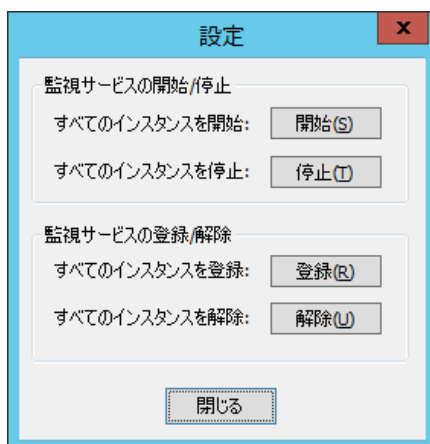 設定
x
監視サービスの開始/停止
すべてのインスタンスを開始: 開始(S)
すべてのインスタンスを停止: 停止(T)
監視サービスの登録/解除
すべてのインスタンスを登録: 登録(R)
すべてのインスタンスを解除: 解除(U)
閉じる